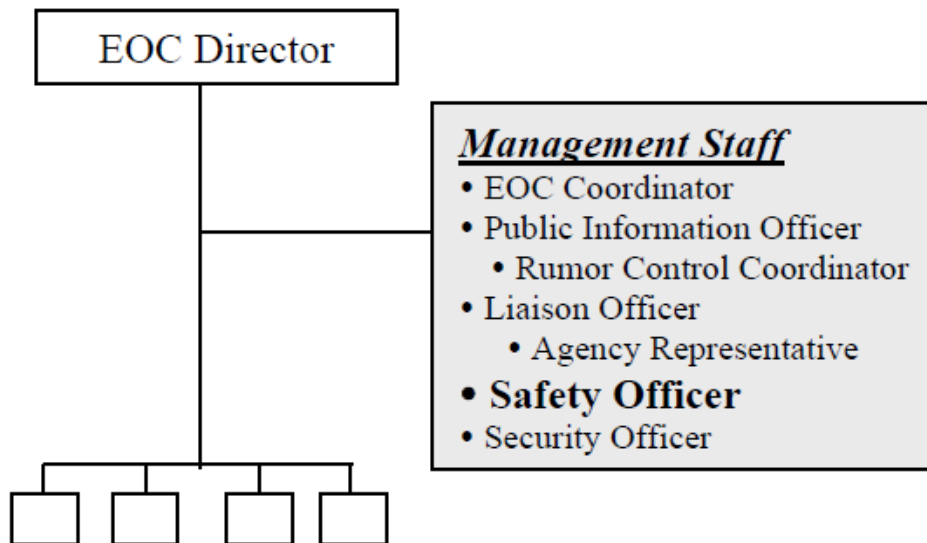 EOC Director
Management Staff
• EOC Coordinator
• Public Information Officer
• Rumor Control Coordinator
• Liaison Officer
• Agency Representative
• Safety Officer
• Security Officer